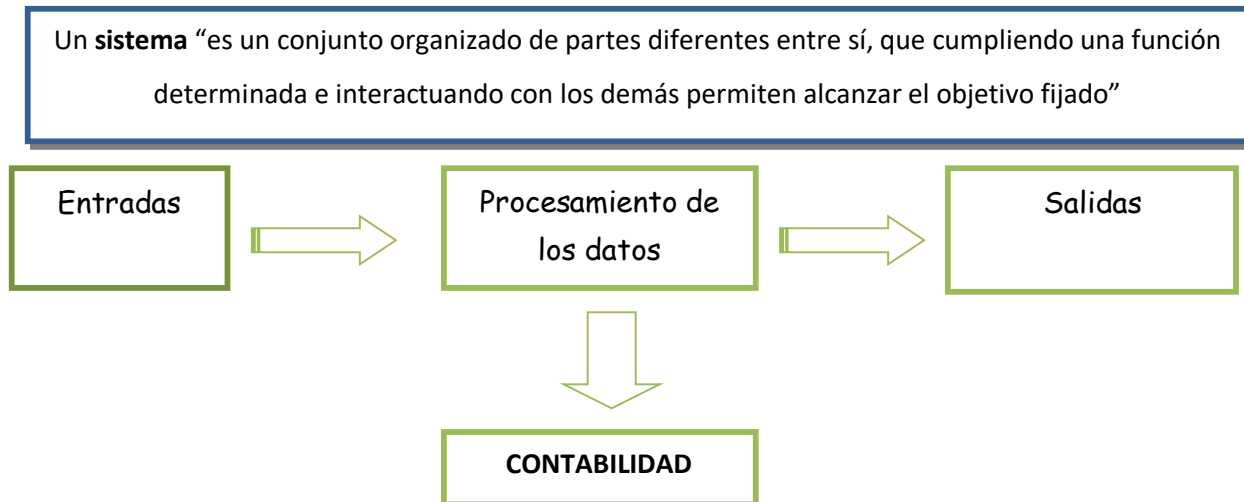 Un sistema “es un conjunto organizado de partes diferentes entre sí, que cumpliendo una función
determinada e interactuando con los demás permiten alcanzar el objetivo fijado”
Entradas
Procesamiento de
los datos
Salidas
CONTABILIDAD